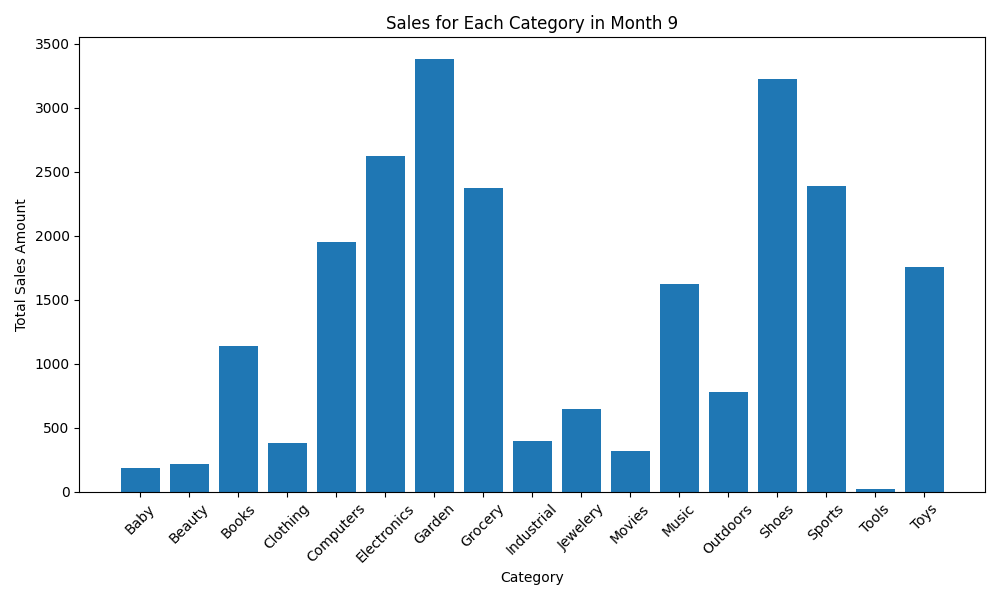 Sales for Each Category in Month 9
Total Sales Amount
3500
3000
2500
2000
1500
1000
500
0
Baby
Beauty
Books
Clothing
Computers
Electronics
Garden
Grocery
Industrial
Jewelery
Movies
Music
Outdoors
Shoes
Sports
Tools
Toys
Category